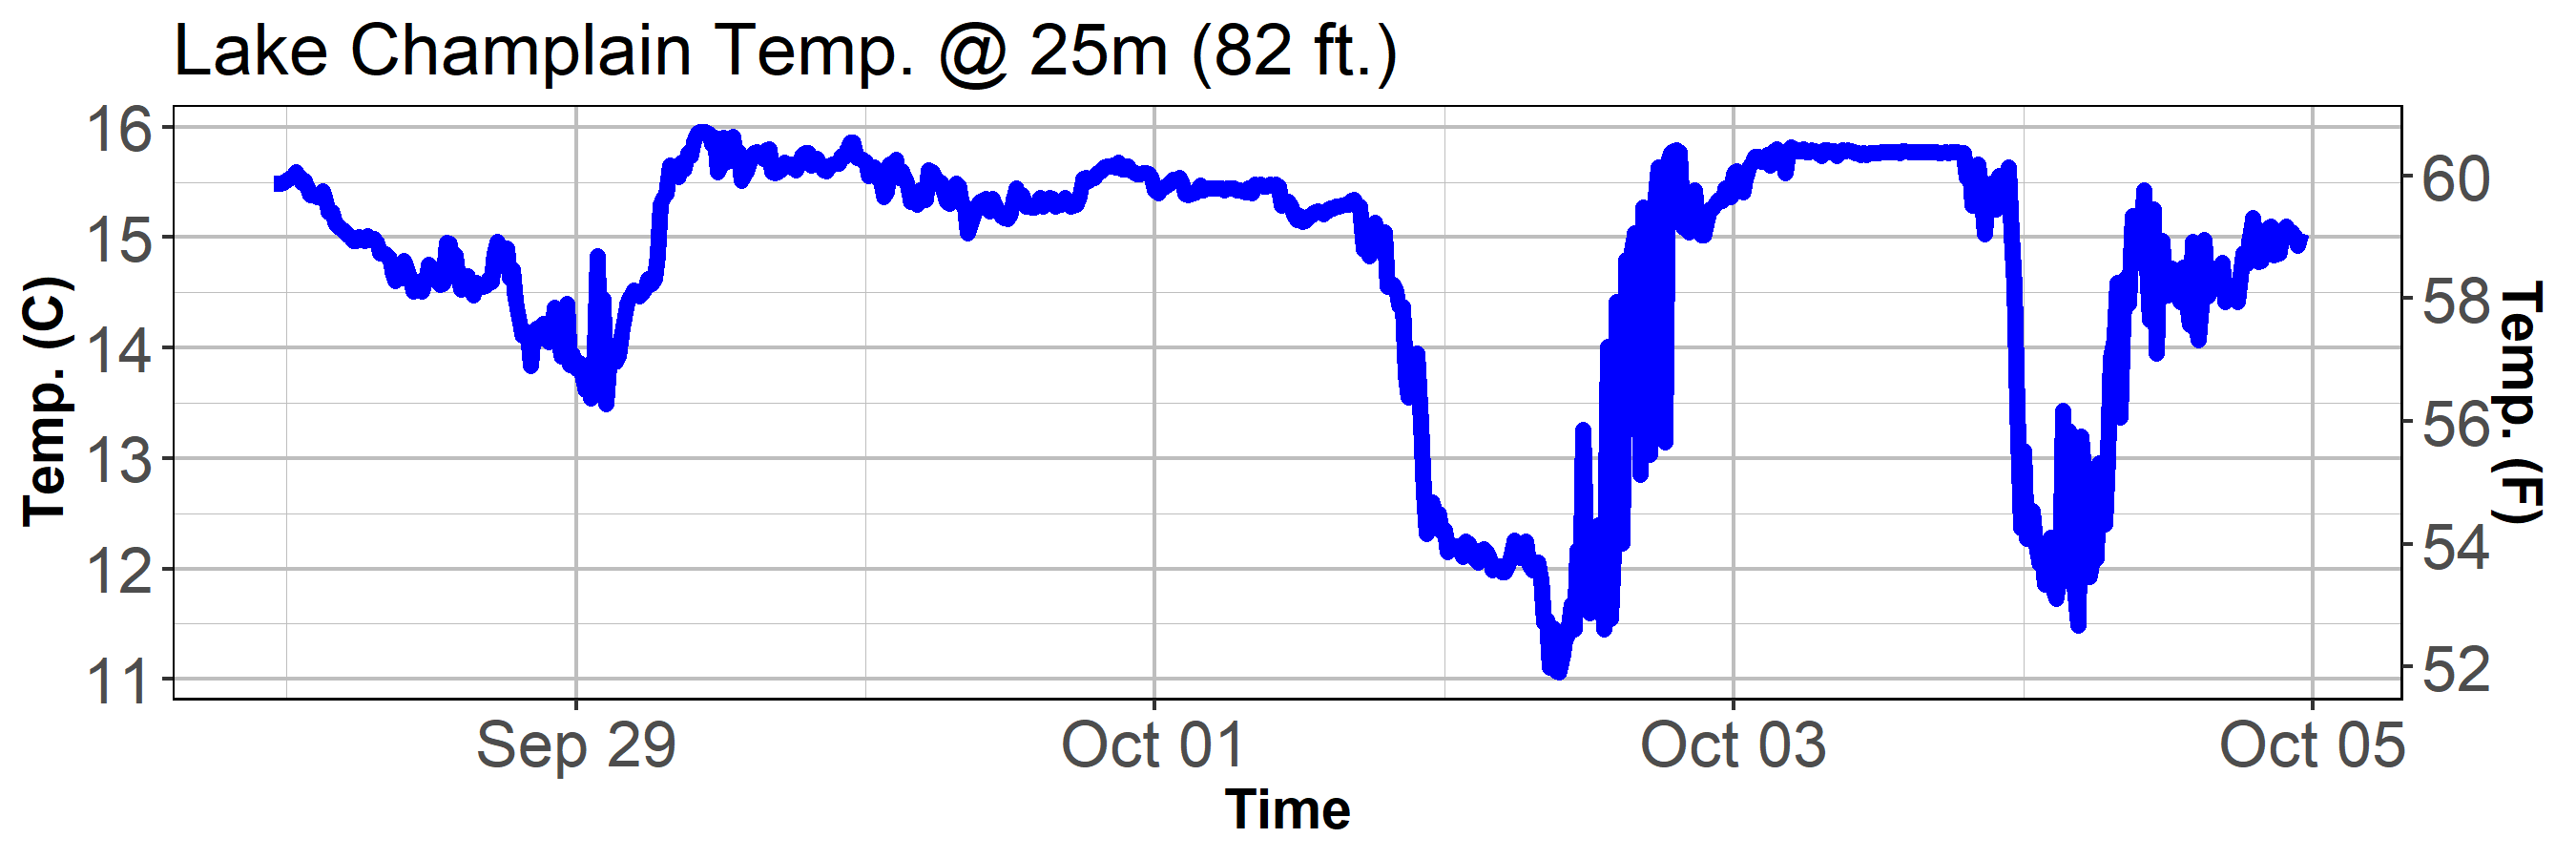 Lake Champlain Temp. @ 25m (82 ft.)
Temp. (C)
16
15
14
13
12
11
60
58
56
54
52
Temp. (F)
Sep 29
Oct 01
Oct 03
Oct 05
Time